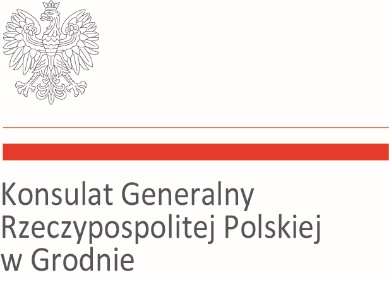 Konsulat Generalny
Rzeczypospolitej Polskiej
w Grodnie